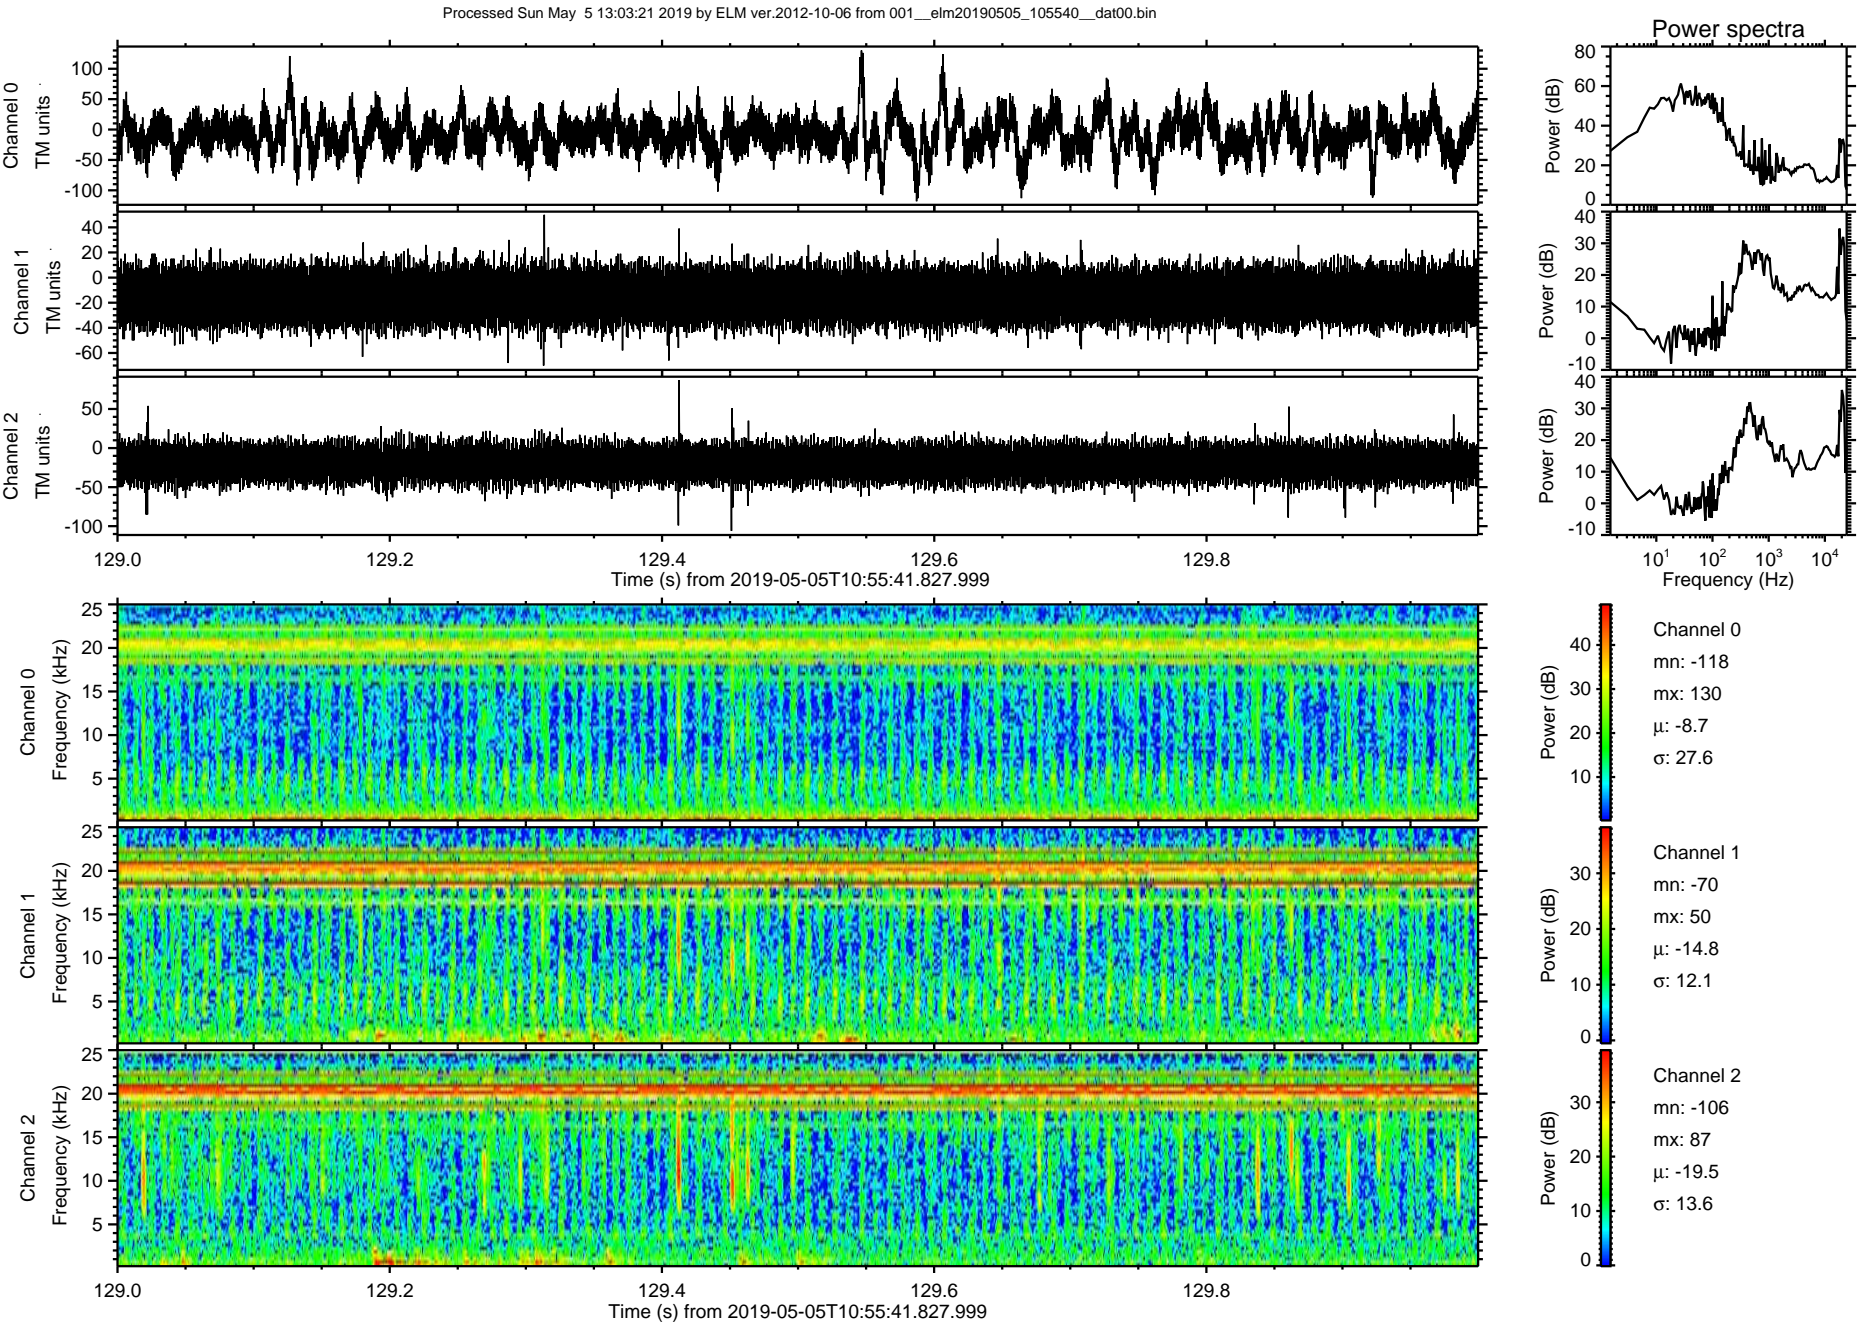 Processed Sun May  5 13:03:21 2019 by ELM ver.2012-10-06 from 001__elm20190505_105540__dat00.bin
Power spectra
Channel 0
TM units
100
50
0
-50
-100
Power (dB)
80
60
40
20
0
Channel 1
TM units
40
20
0
-20
-40
-60
Power (dB)
40
30
20
10
0
-10
Channel 2
TM units
50
0
-50
-100
Power (dB)
40
30
20
10
0
-10
129.0 129.2 129.4 129.6 129.8
Time (s) from 2019-05-05T10:55:41.827.999
10^1 10^2 10^3 10^4
Frequency (Hz)
Channel 0
Frequency (kHz)
25
20
15
10
5
Power (dB)
40
30
20
10
Channel 0
mn: -118
mx: 130
μ: -8.7
σ: 27.6
Channel 1
Frequency (kHz)
25
20
15
10
5
Power (dB)
30
20
10
0
Channel 1
mn: -70
mx: 50
μ: -14.8
σ: 12.1
Channel 2
Frequency (kHz)
25
20
15
10
5
Power (dB)
30
20
10
0
Channel 2
mn: -106
mx: 87
μ: -19.5
σ: 13.6
129.0 129.2 129.4 129.6 129.8
Time (s) from 2019-05-05T10:55:41.827.999